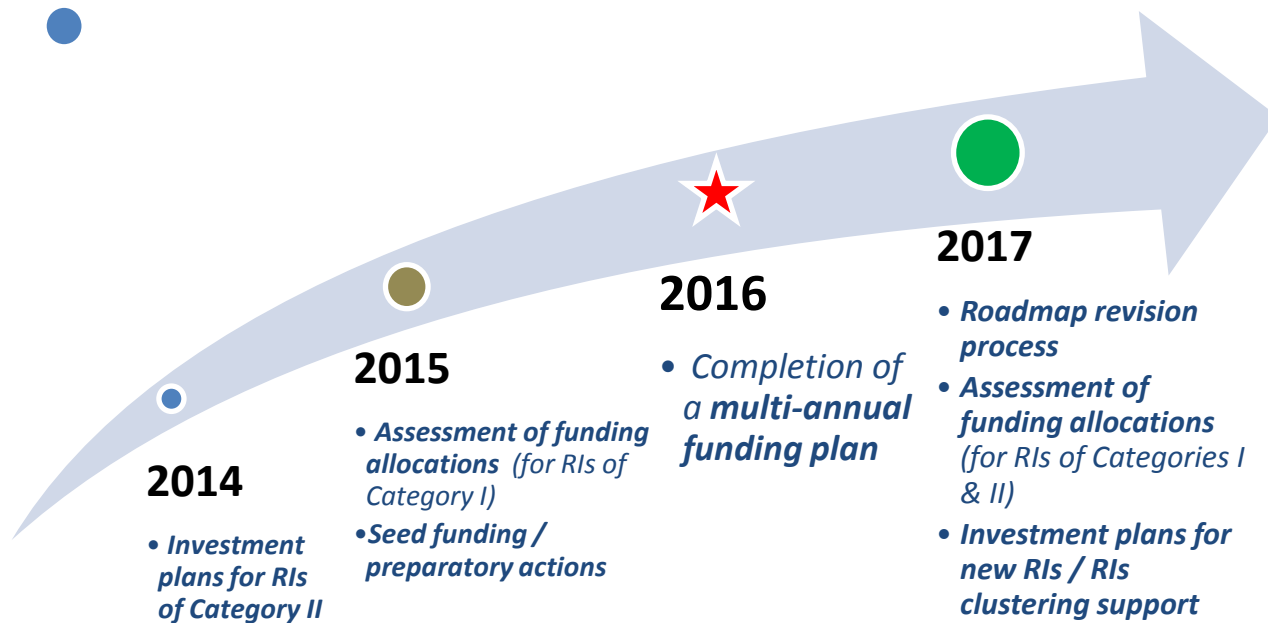 2014
• Investment
plans for RIs
of Category II
2015
• Assessment of funding
allocations (for RIs of
Category I)
•Seed funding /
preparatory actions
2016
• Completion of
a multi-annual
funding plan
2017
• Roadmap revision
process
• Assessment of
funding allocations
(for RIs of Categories I
& II)
• Investment plans for
new RIs / RIs
clustering support